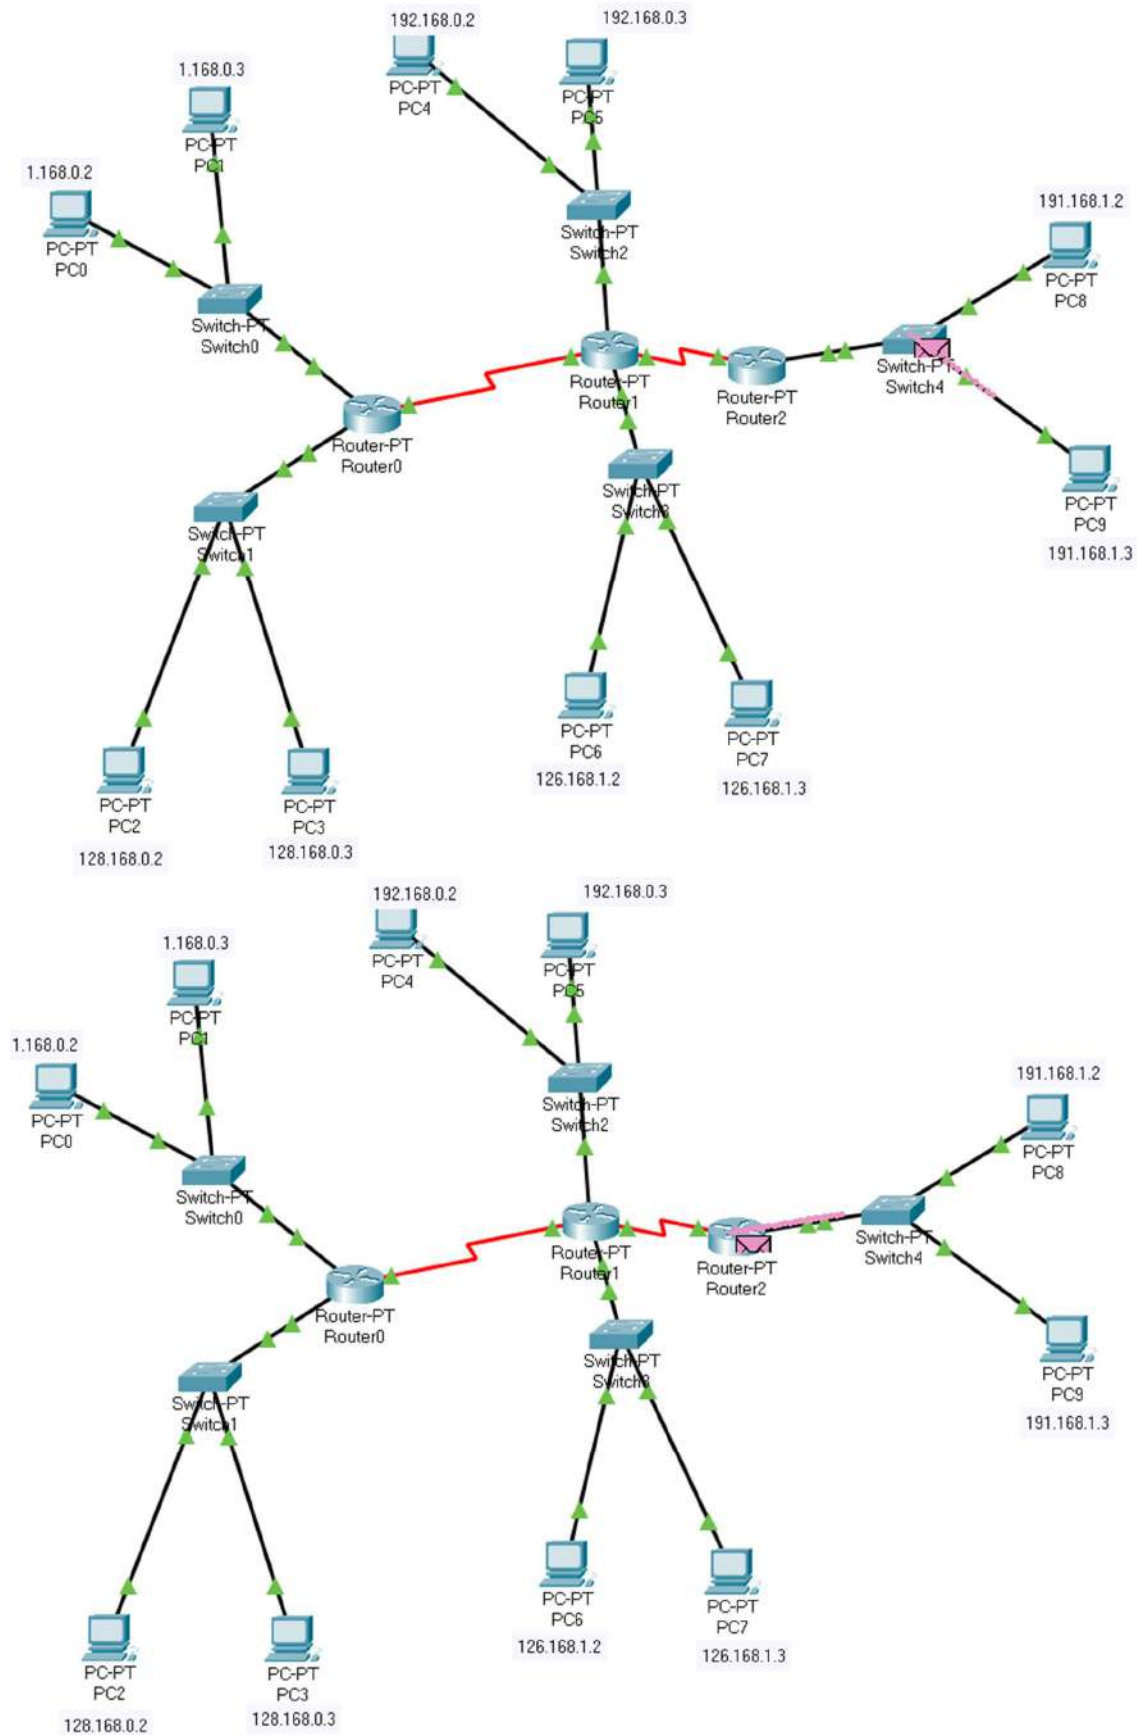 192.168.0.2
192.168.0.3
1.168.0.3
PC-PT
PC4
PC-PT
PC5
PC-PT
PC1
1.168.0.2
191.168.1.2
PC-PT
PC0
Switch-PT
Switch2
PC-PT
PC8
Switch-PT
Switch0
Router-PT
Router1
Switch-PT
Switch4
Router-PT
Router2
Router-PT
Router0
Switch-PT
Switch3
PC-PT
PC9
191.168.1.3
Switch-PT
Switch1
PC-PT
PC6
126.168.1.2
PC-PT
PC7
126.168.1.3
PC-PT
PC2
128.168.0.2
PC-PT
PC3
128.168.0.3
192.168.0.2
192.168.0.3
1.168.0.3
PC-PT
PC4
PC-PT
PC5
PC-PT
PC1
1.168.0.2
191.168.1.2
PC-PT
PC0
Switch-PT
Switch2
PC-PT
PC8
Switch-PT
Switch0
Router-PT
Router1
Router-PT
Router2
Switch-PT
Switch4
Router-PT
Router0
Switch-PT
Switch3
PC-PT
PC9
191.168.1.3
Switch-PT
Switch1
PC-PT
PC6
126.168.1.2
PC-PT
PC7
126.168.1.3
PC-PT
PC2
128.168.0.2
PC-PT
PC3
128.168.0.3